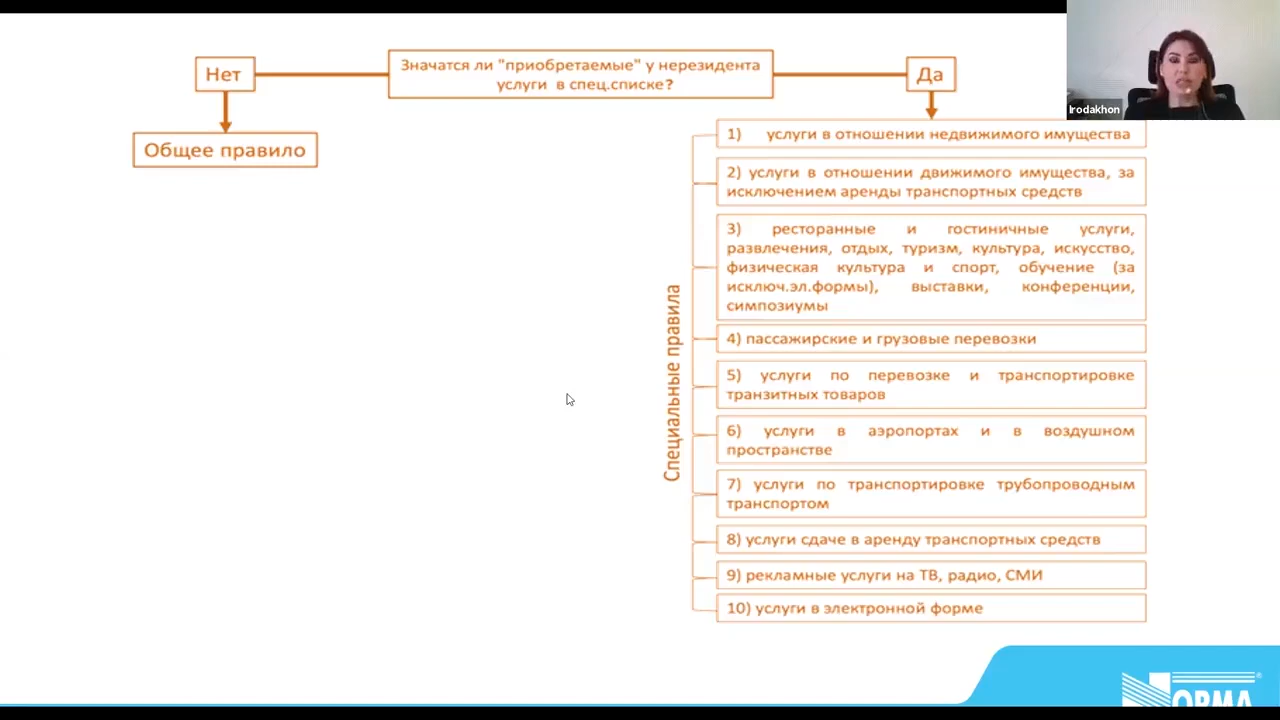 Нет
Значатся ли "приобретаемые" у нерезидента
услуги в спец.списке?
Да
Irodakhon
Общее правило
Специальные правила
1) услуги в отношении недвижимого имущества
2) услуги в отношении движимого имущества, за
исключением аренды транспортных средств
3) ресторанные и гостиничные услуги,
развлечения, отдых, туризм, культура, искусство,
физическая культура и спорт, обучение (за
исключ.эл.формы), выставки, конференции,
симпозиумы
4) пассажирские и грузовые перевозки
5) услуги по перевозке и транспортировке
транзитных товаров
6) услуги в аэропортах и в воздушном
пространстве
7) услуги по транспортировке трубопроводным
транспортом
8) услуги сдаче в аренду транспортных средств
9) рекламные услуги на ТВ, радио, СМИ
10) услуги в электронной форме
NОРМА
®